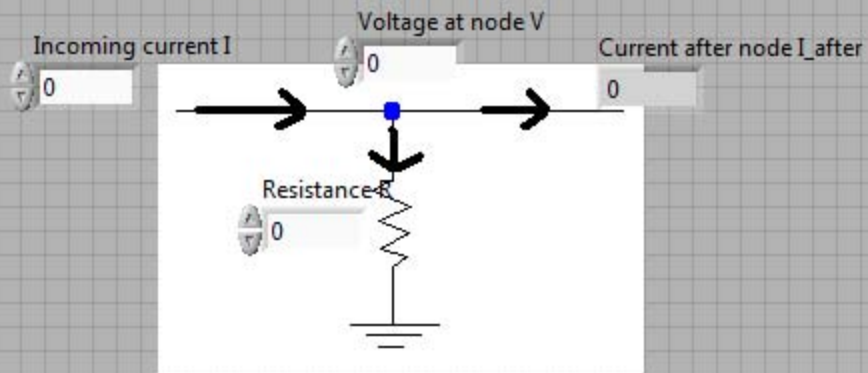 Voltage at node V
Incoming current I
Current after node I_after
0
0
0
Resistance R
0